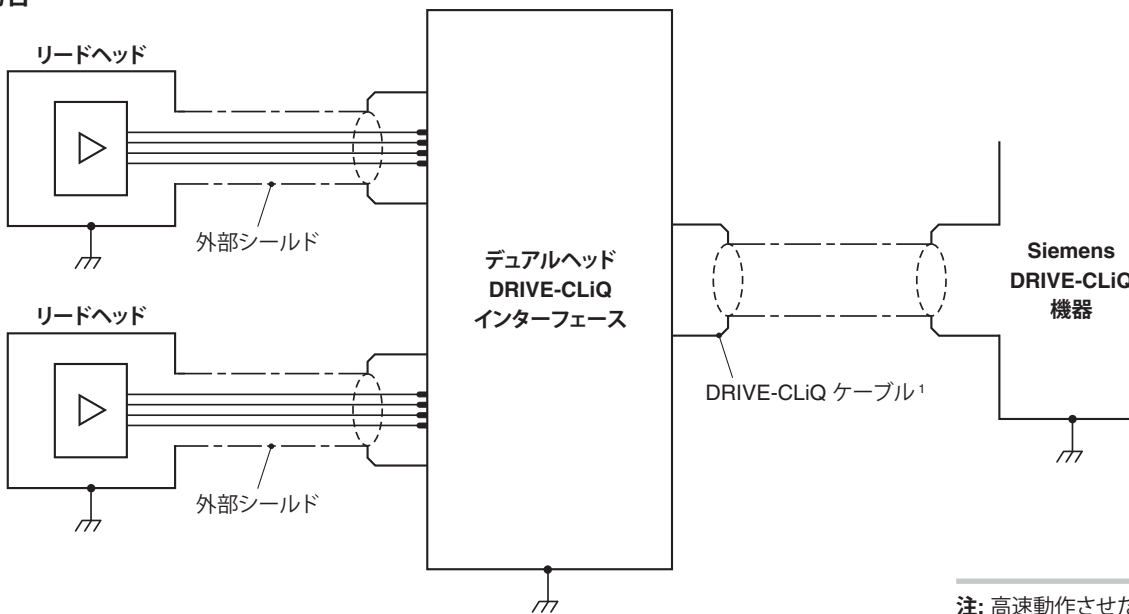 リードヘッド
外部シールド
リードヘッド
外部シールド
デュアルヘッド
DRIVE-CLiQ
インターフェース
DRIVE-CLiQ ケーブル¹
Siemens
DRIVE-CLiQ
機器
注: 高速動作させた